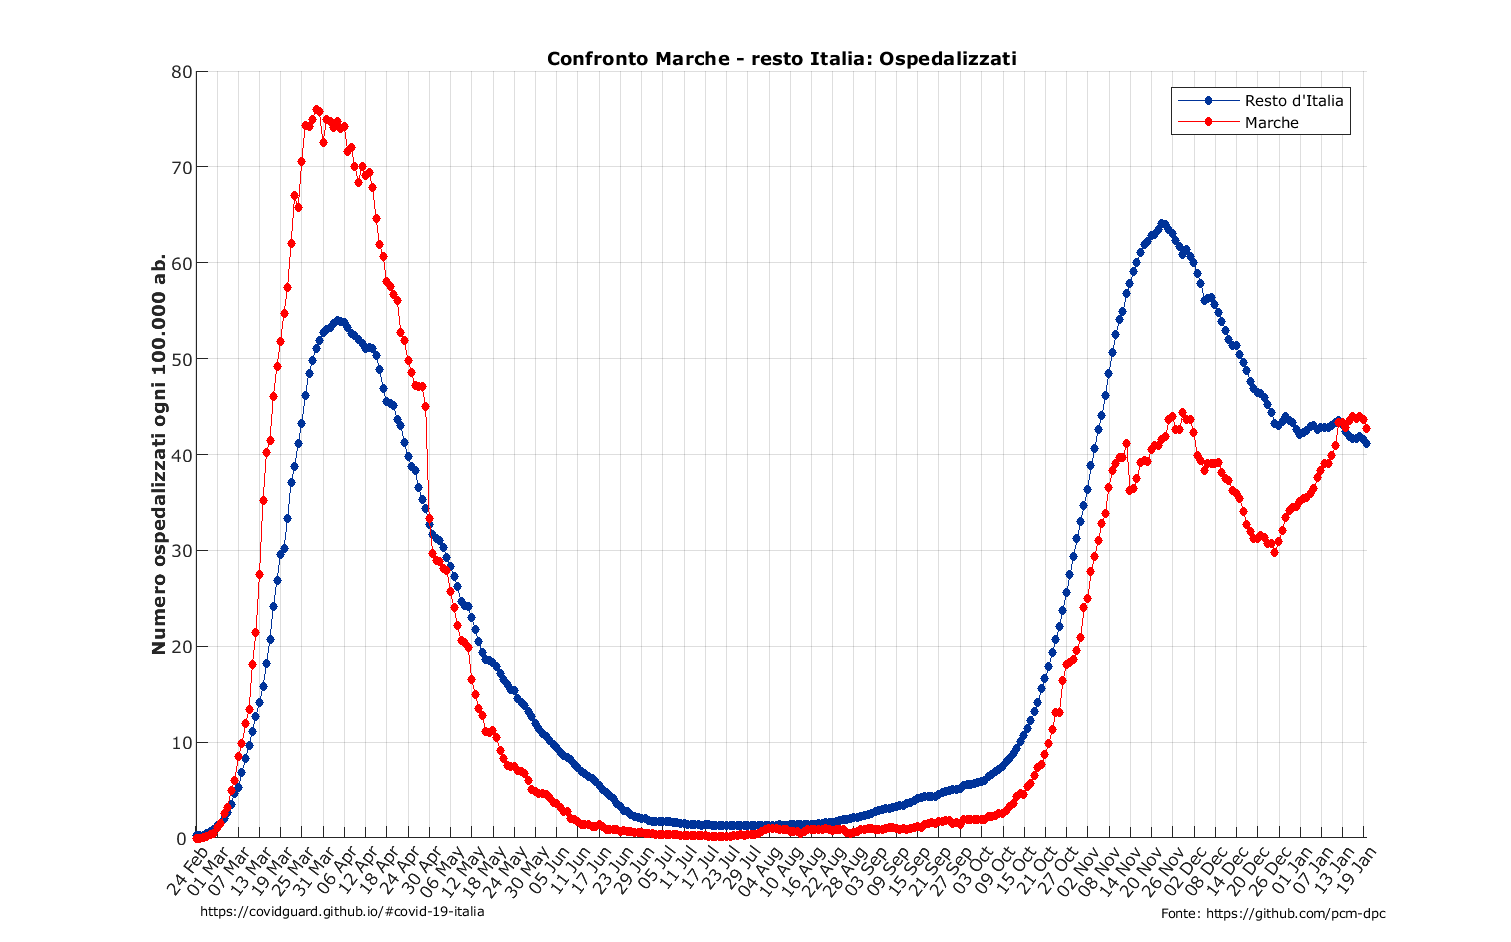 Confronto Marche - resto Italia: Ospedalizzati
Resto d'Italia
Marche
Numero ospedalizzati ogni 100.000 ab.
80
70
60
50
40
30
20
10
0
24 Feb
01 Mar
07 Mar
13 Mar
19 Mar
25 Mar
31 Mar
06 Apr
12 Apr
18 Apr
24 Apr
30 Apr
06 May
12 May
18 May
24 May
30 May
05 Jun
11 Jun
17 Jun
23 Jun
29 Jun
05 Jul
11 Jul
17 Jul
23 Jul
29 Jul
04 Aug
10 Aug
16 Aug
22 Aug
28 Aug
03 Sep
09 Sep
15 Sep
21 Sep
27 Sep
03 Oct
09 Oct
15 Oct
21 Oct
27 Oct
02 Nov
08 Nov
14 Nov
20 Nov
26 Nov
02 Dec
08 Dec
14 Dec
20 Dec
26 Dec
01 Jan
07 Jan
13 Jan
19 Jan
https://covidguard.github.io/#covid-19-italia
Fonte: https://github.com/pcm-dpc